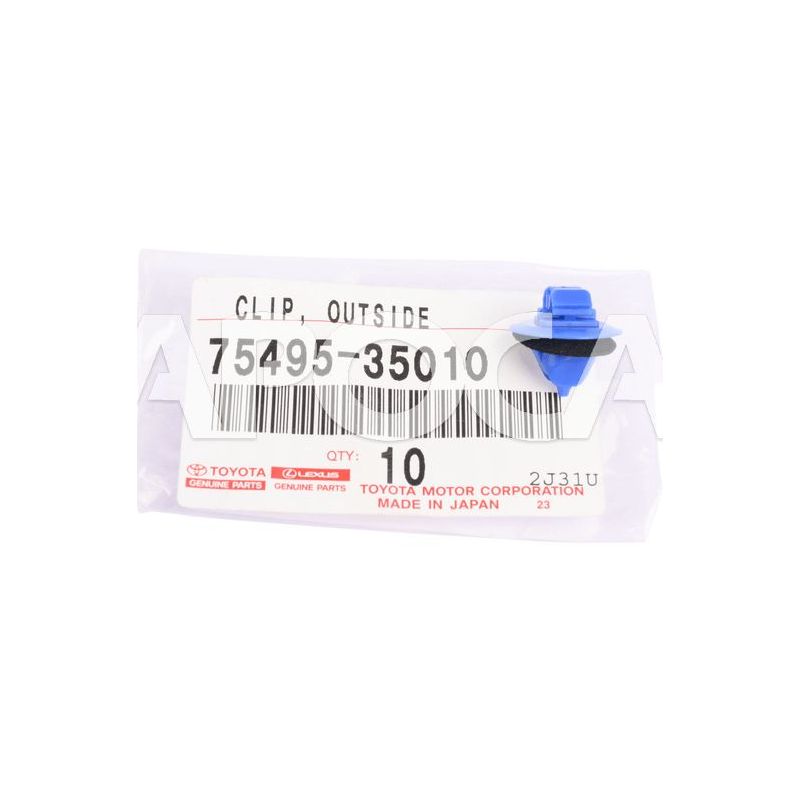 CLIP, OUTSIDE
75495-35010
QTY: 10
2J31U
TOYOTA
GENUINE PARTS
LEXUS
GENUINE PARTS
TOYOTA MOTOR CORPORATION
MADE IN JAPAN 23
APOCA